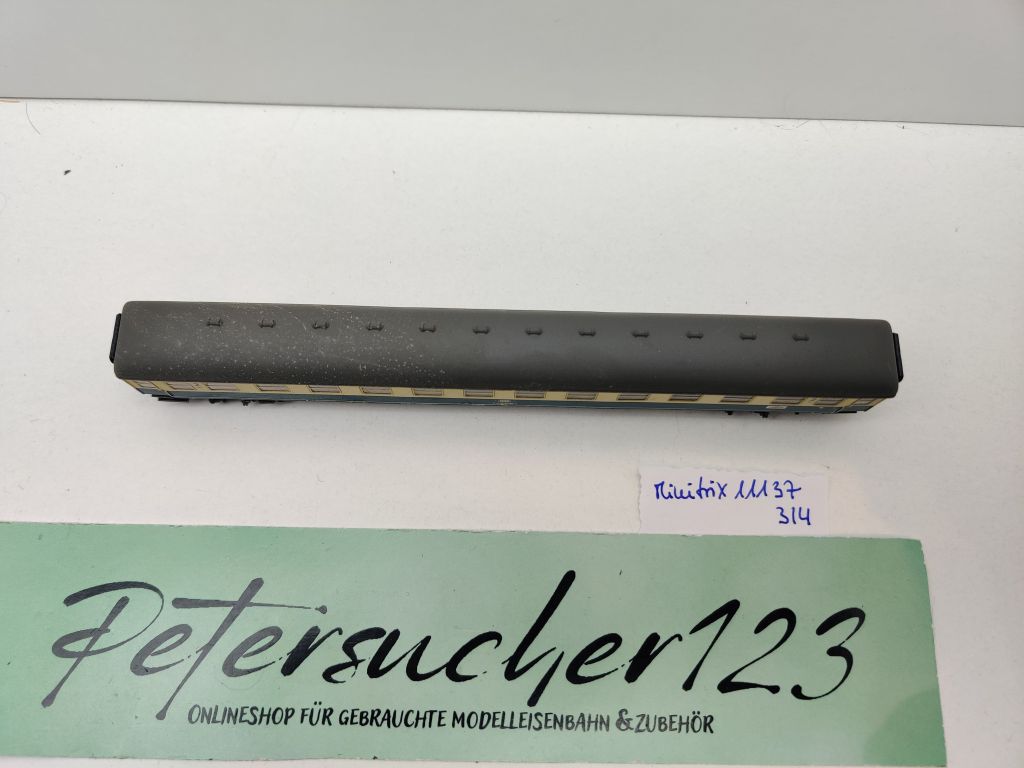 Minitrix 11137
314
Petersucher123
ONLINESHOP FÜR GEBRAUCHTE MODELLEISENBAHN & ZUBEHÖR